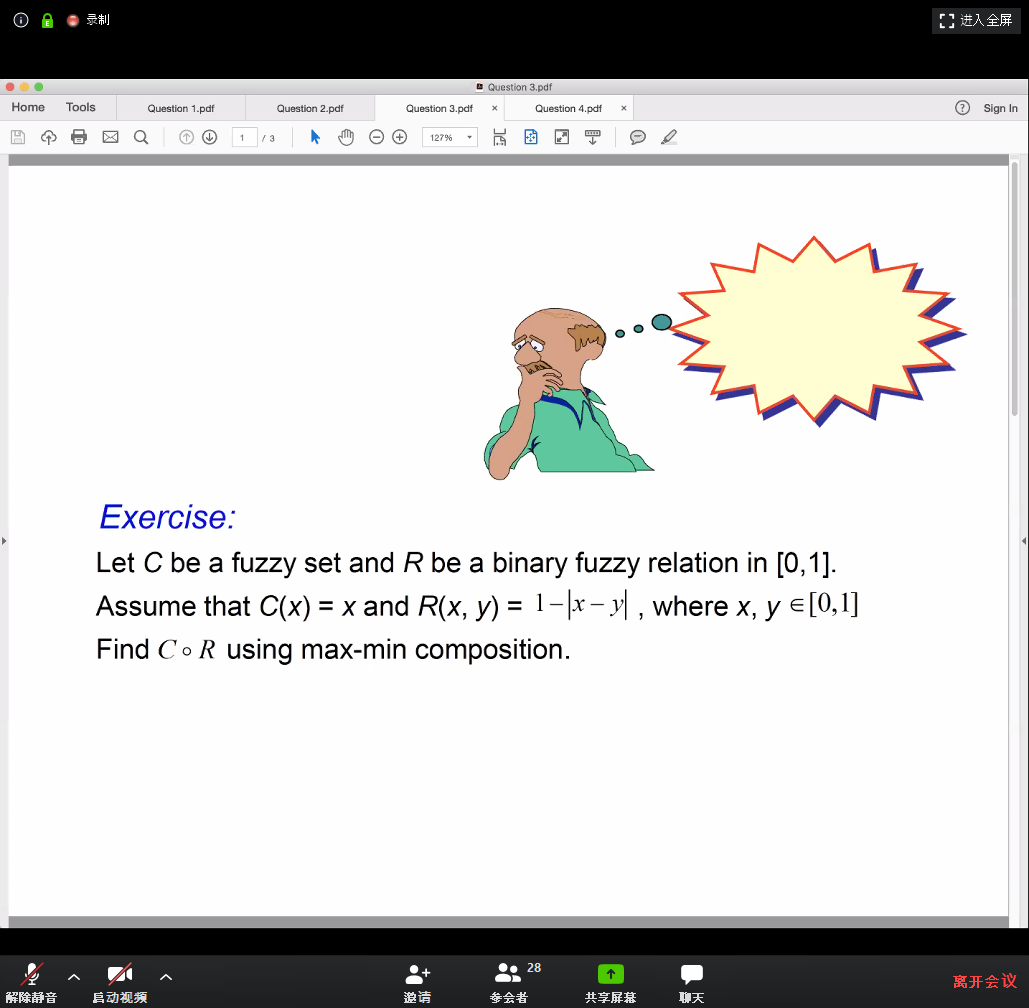 录制
进入全屏
Question 3.pdf
Home Tools Question 1.pdf Question 2.pdf Question 3.pdf × Question 4.pdf × ? Sign In
1 / 3 127%
Exercise:
Let C be a fuzzy set and R be a binary fuzzy relation in [0,1].
Assume that C(x) = x and R(x, y) = 1−|x − y| , where x, y ∈[0,1]
Find C ∘ R using max-min composition.
28
解除静音 启动视频 邀请 参会者 共享屏幕 聊天 离开会议